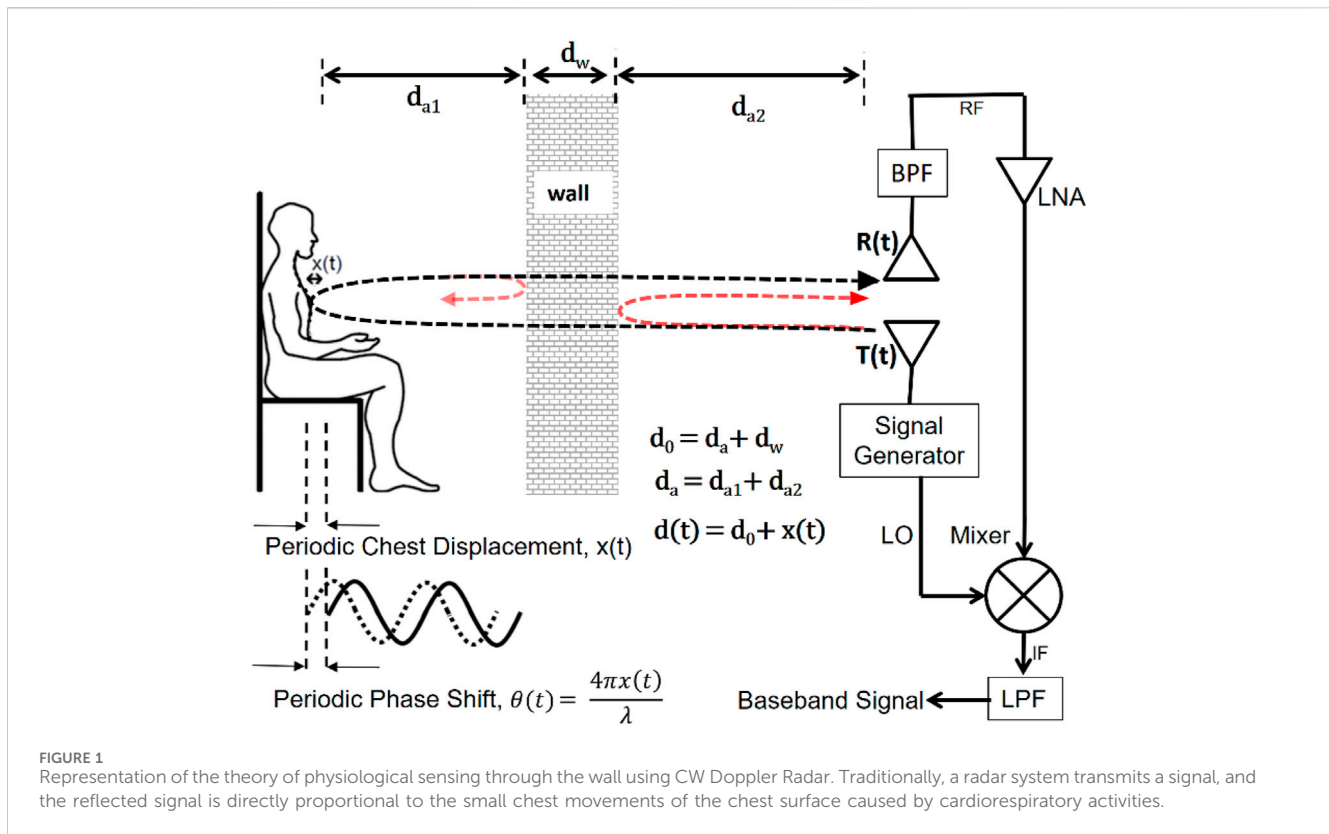 d_w
d_a1
d_a2
RF
BPF
LNA
wall
R(t)
x(t)
T(t)
Signal
Generator
d_0 = d_a + d_w
d_a = d_a1 + d_a2
d(t) = d_0 + x(t)
LO
Mixer
Periodic Chest Displacement, x(t)
IF
Periodic Phase Shift, θ(t) = 4πx(t)/λ
Baseband Signal
LPF
FIGURE 1
Representation of the theory of physiological sensing through the wall using CW Doppler Radar. Traditionally, a radar system transmits a signal, and
the reflected signal is directly proportional to the small chest movements of the chest surface caused by cardiorespiratory activities.